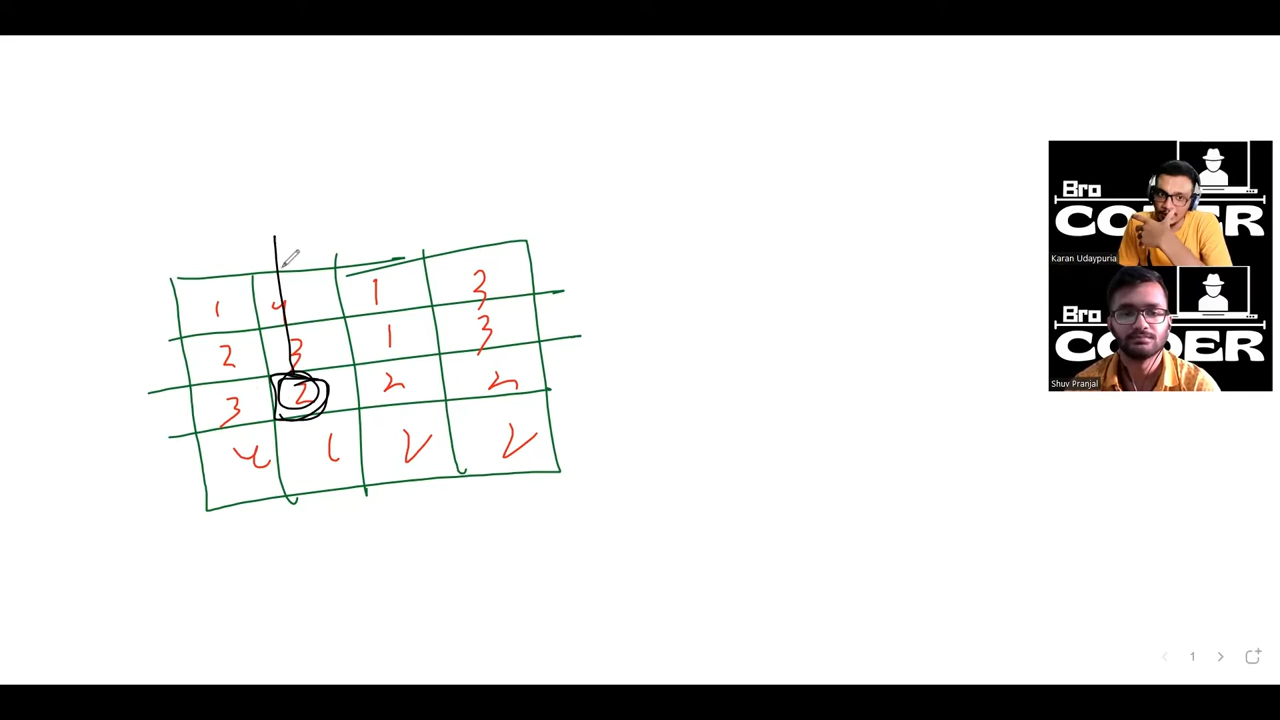 1 4 1 3
2 3 1 3
3 2 2 2
4 1 2 2
Bro
CODER
Karan Udaypuria
Bro
CODER
Shuv Pranjal
1